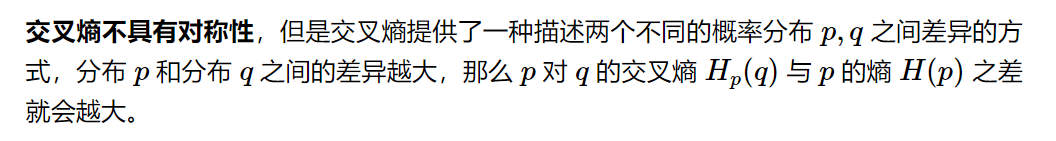 交叉熵不具有对称性，但是交叉熵提供了一种描述两个不同的概率分布 p, q 之间差异的方
式，分布 p 和分布 q 之间的差异越大，那么 p 对 q 的交叉熵 Hₚ(q) 与 p 的熵 H(p) 之差
就会越大。